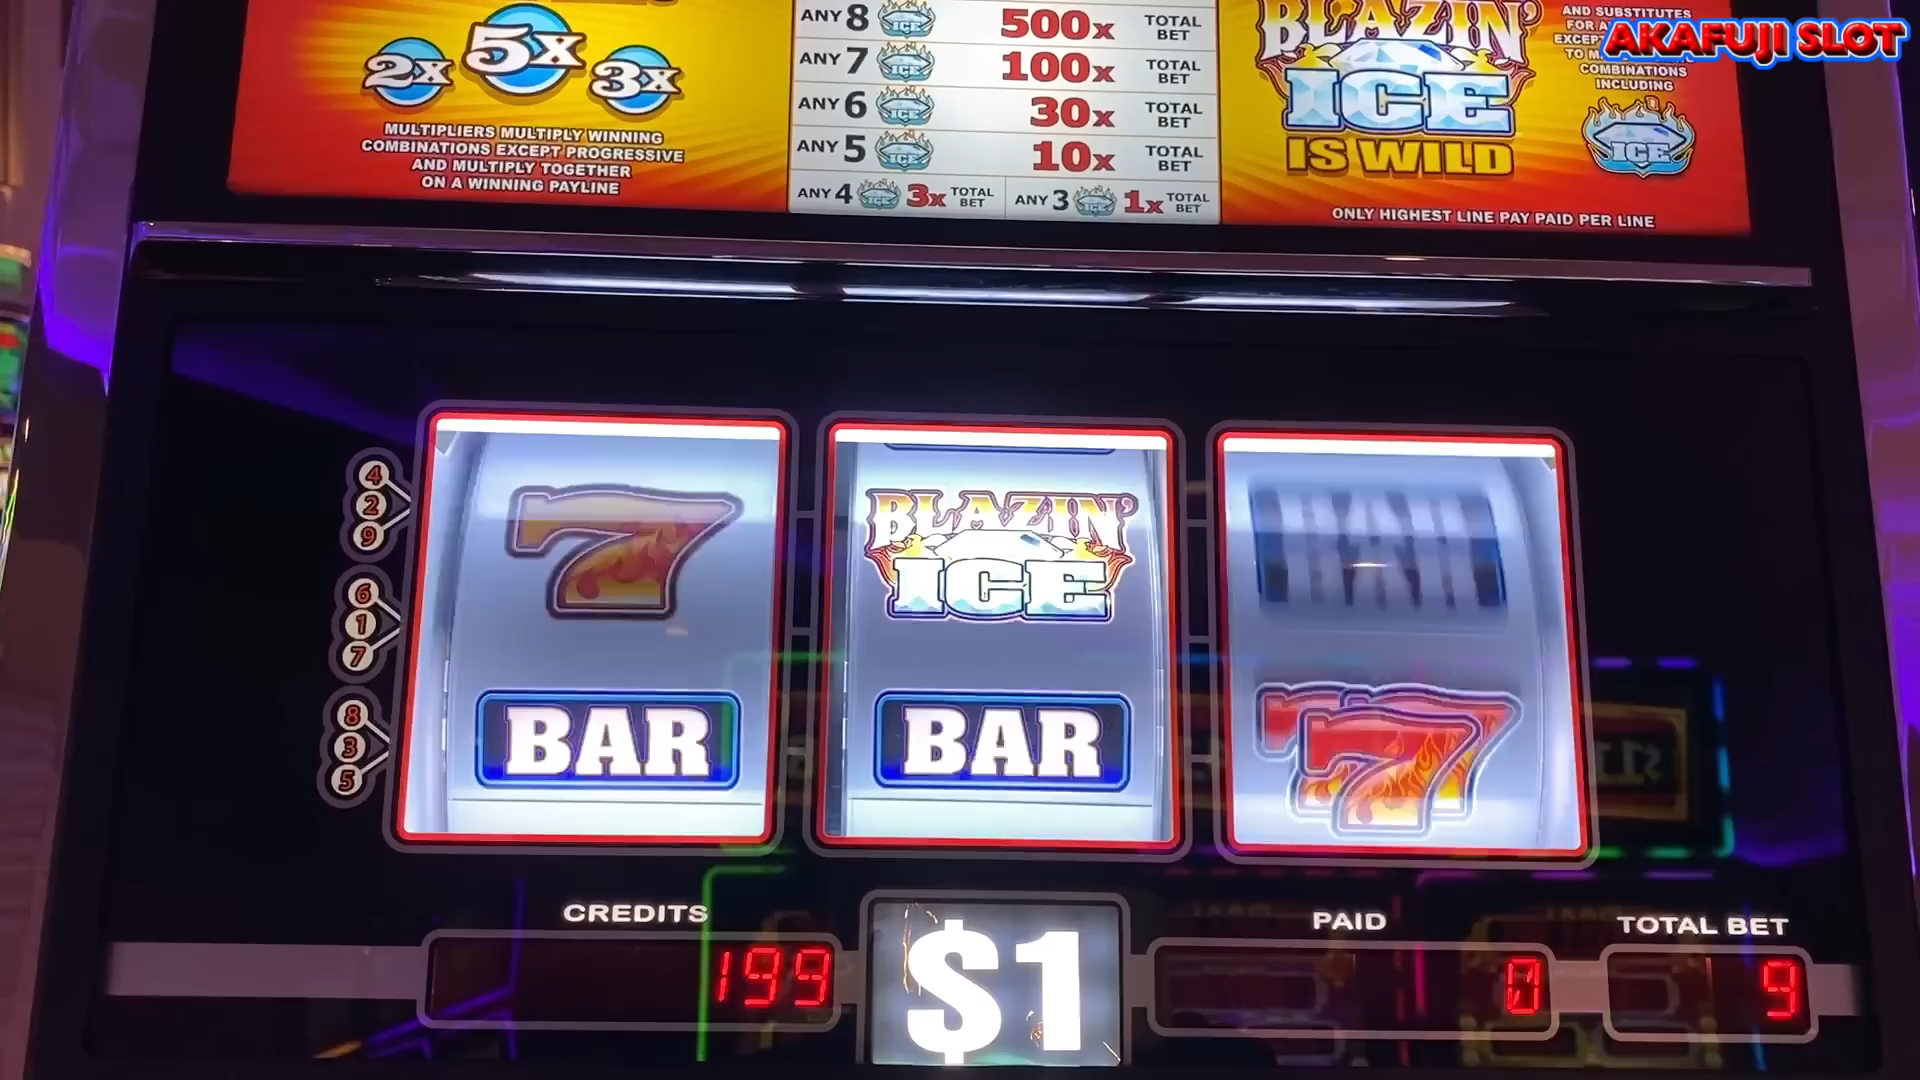 2X 5X 3X
MULTIPLIERS MULTIPLY WINNING
COMBINATIONS EXCEPT PROGRESSIVE
AND MULTIPLY TOGETHER
ON A WINNING PAYLINE
ANY 8 ICE 500X TOTAL BET
ANY 7 ICE 100X TOTAL BET
ANY 6 ICE 30X TOTAL BET
ANY 5 ICE 10X TOTAL BET
ANY 4 ICE 3X TOTAL BET ANY 3 ICE 1X TOTAL BET
BLAZIN'
ICE
IS WILD
AND SUBSTITUTES
FOR
COMBINATIONS
INCLUDING
ICE
ONLY HIGHEST LINE PAY PAID PER LINE
AKAFUJI SLOT
4
2
9
6
1
7
8
3
5
7 BLAZIN' ICE
BAR BAR 77
CREDITS
199
$1
PAID
0
TOTAL BET
9